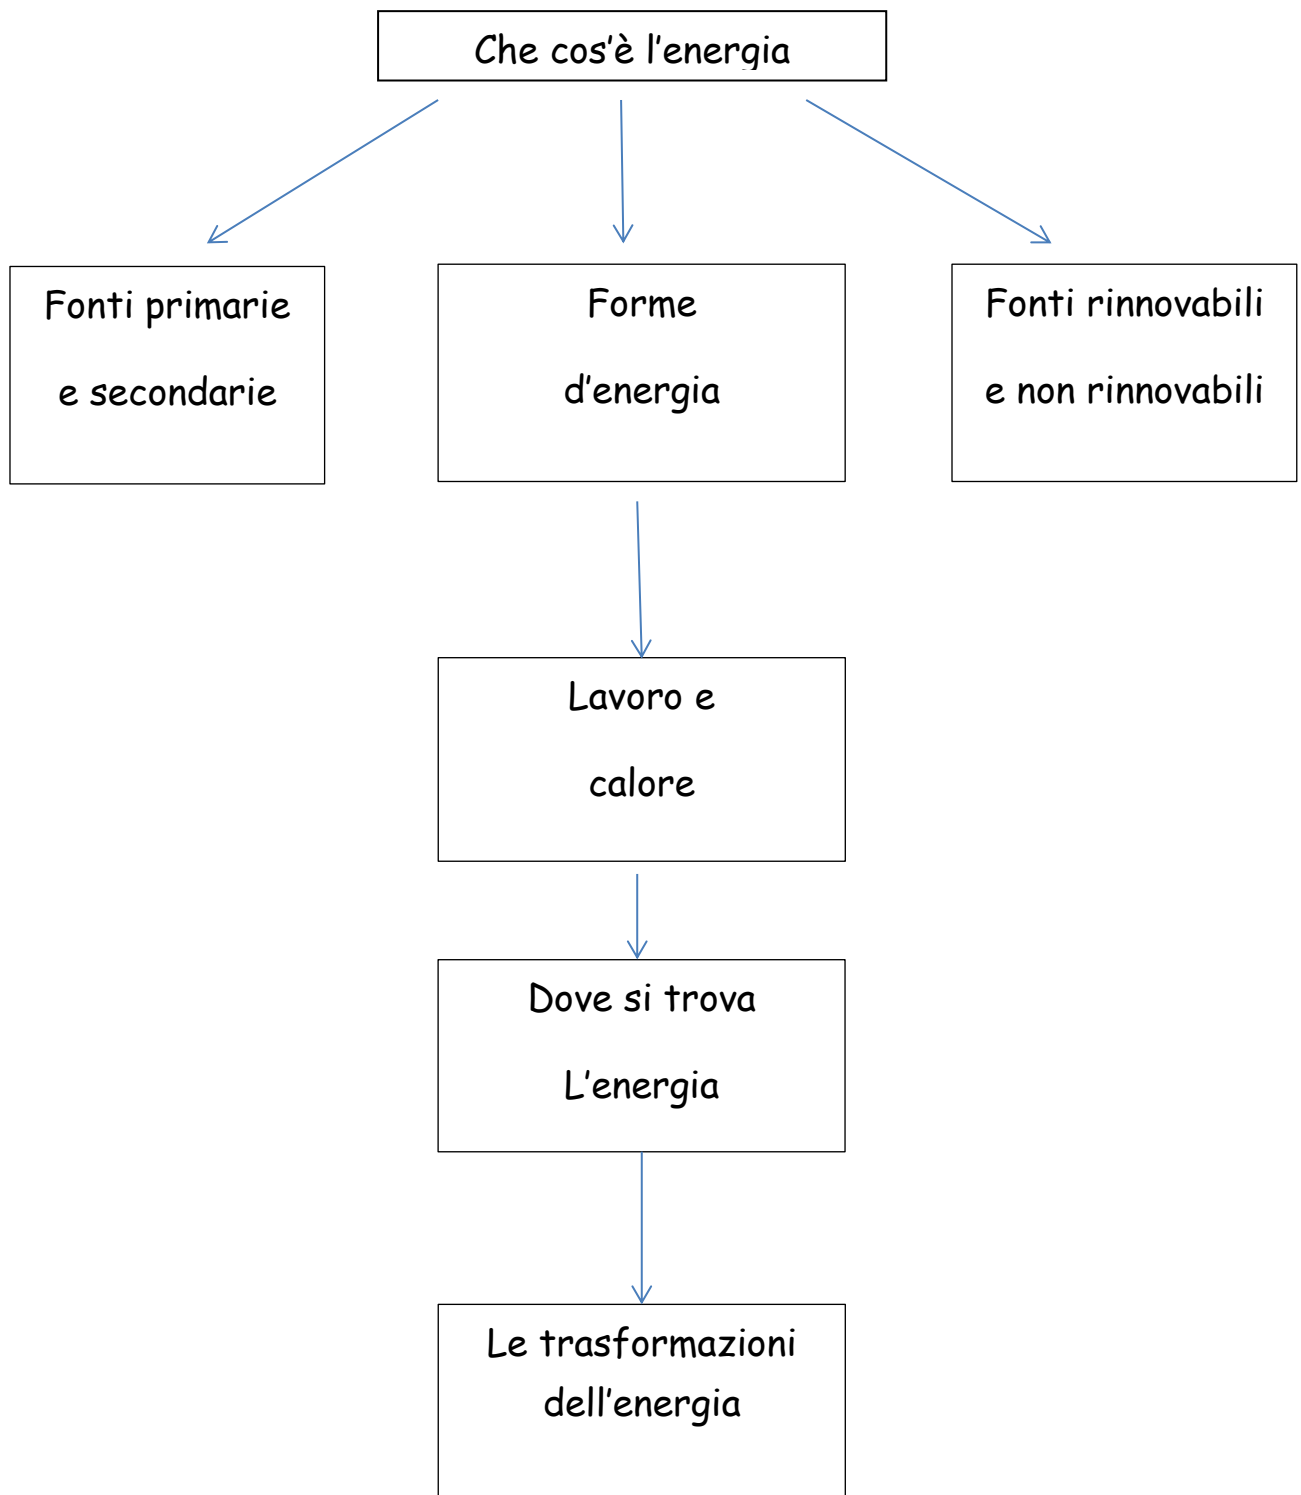 Che cos'è l'energia
Fonti primarie
e secondarie
Forme
d'energia
Fonti rinnovabili
e non rinnovabili
Lavoro e
calore
Dove si trova
L'energia
Le trasformazioni
dell'energia